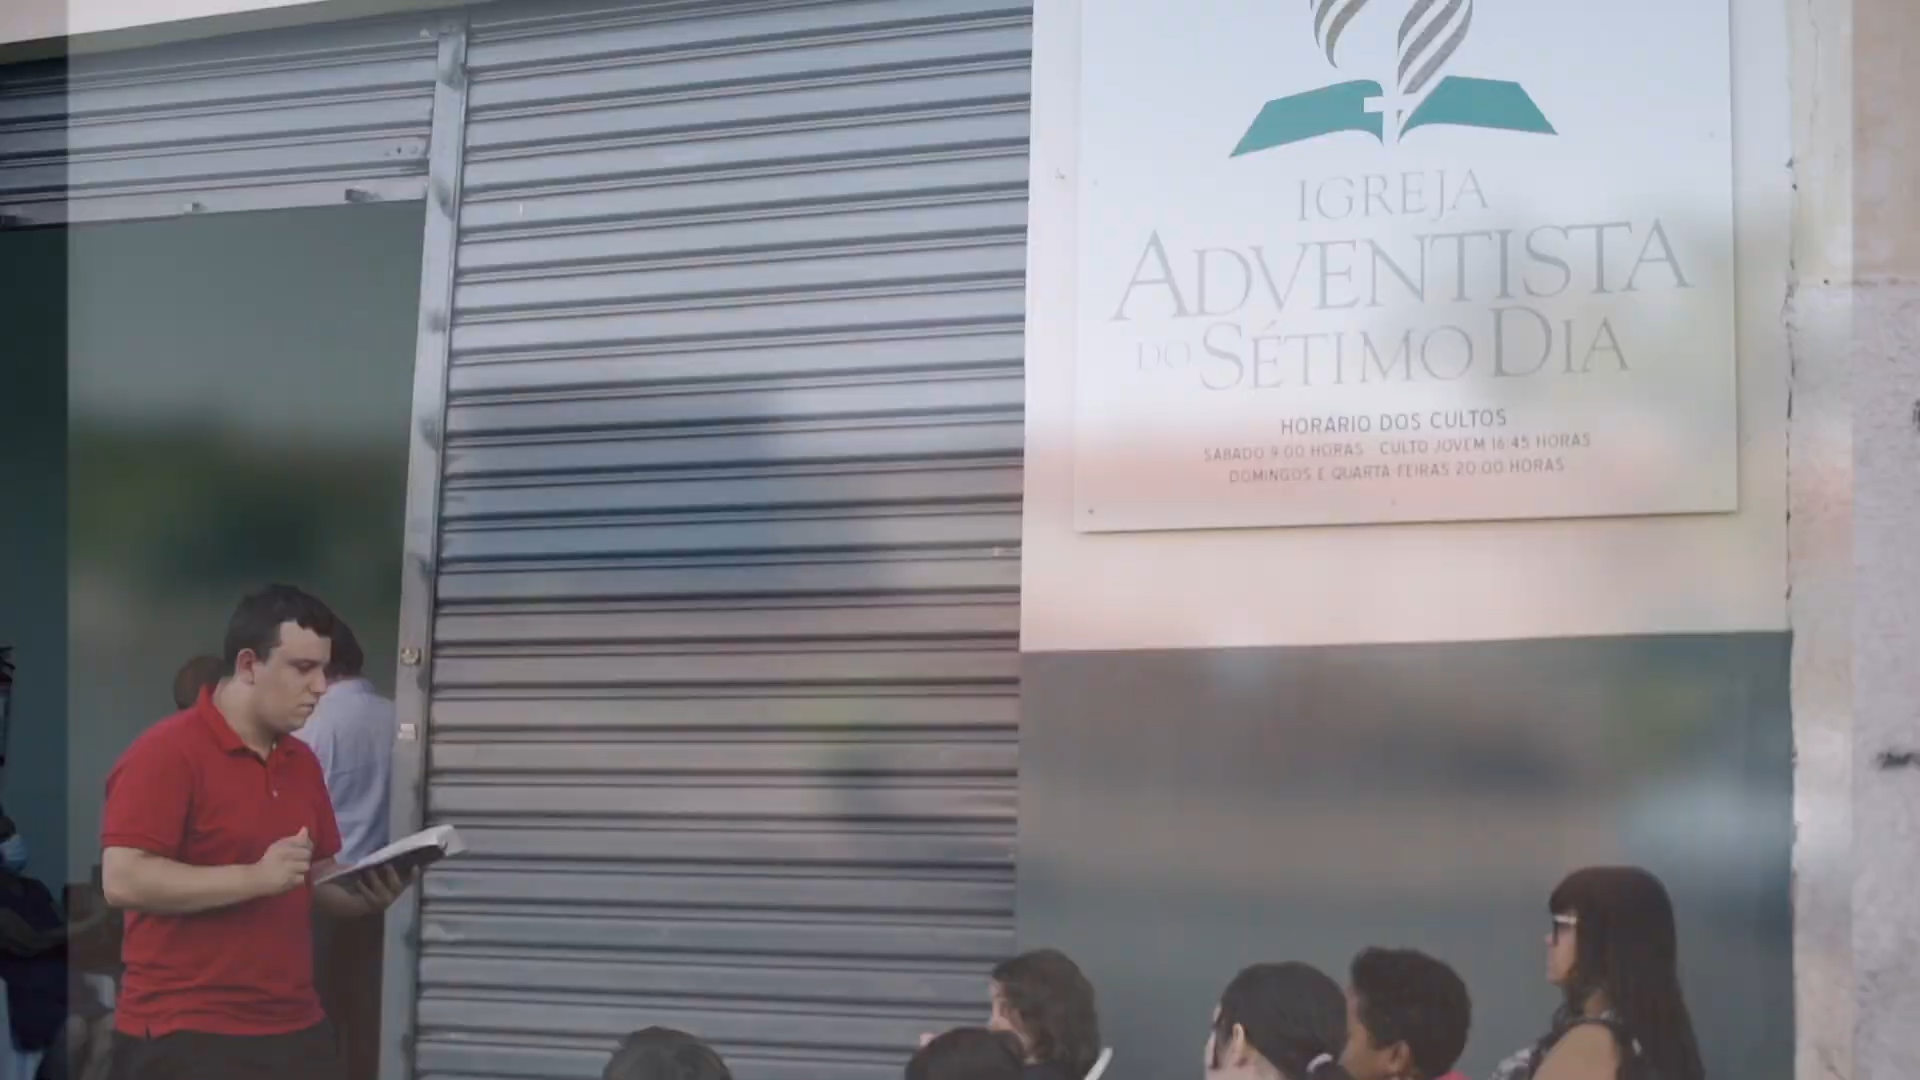 IGREJA
ADVENTISTA
DO SÉTIMO DIA
HORÁRIO DOS CULTOS
SÁBADO 9:00 HORAS - CULTO JOVEM 16:45 HORAS
DOMINGOS E QUARTA FEIRAS 20:00 HORAS